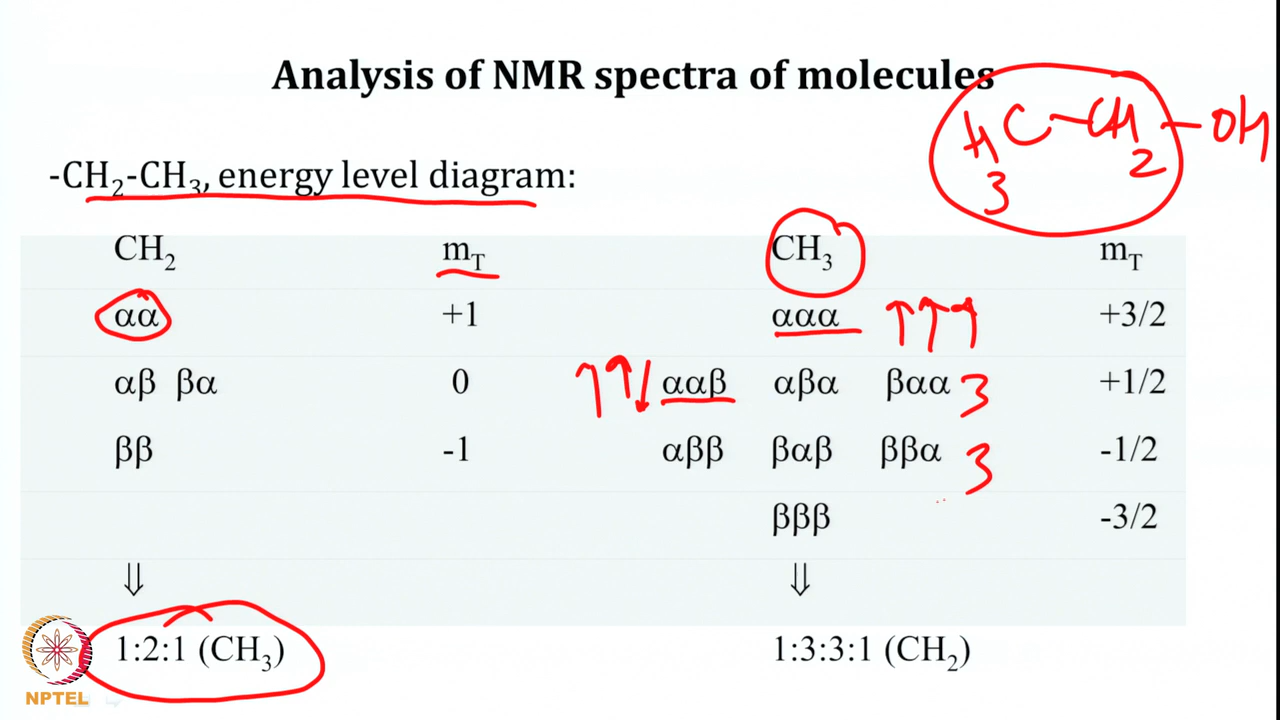 Analysis of NMR spectra of molecules
H₃C-CH₂-OH
-CH₂-CH₃, energy level diagram:
CH₂ m_T CH₃ m_T
αα +1 ααα ↑↑↑ +3/2
αβ βα 0 ↑↑↓ ααβ αβα βαα 3 +1/2
ββ -1 αββ βαβ ββα 3 -1/2
βββ -3/2
⇓ ⇓
1:2:1 (CH₃) 1:3:3:1 (CH₂)
NPTEL